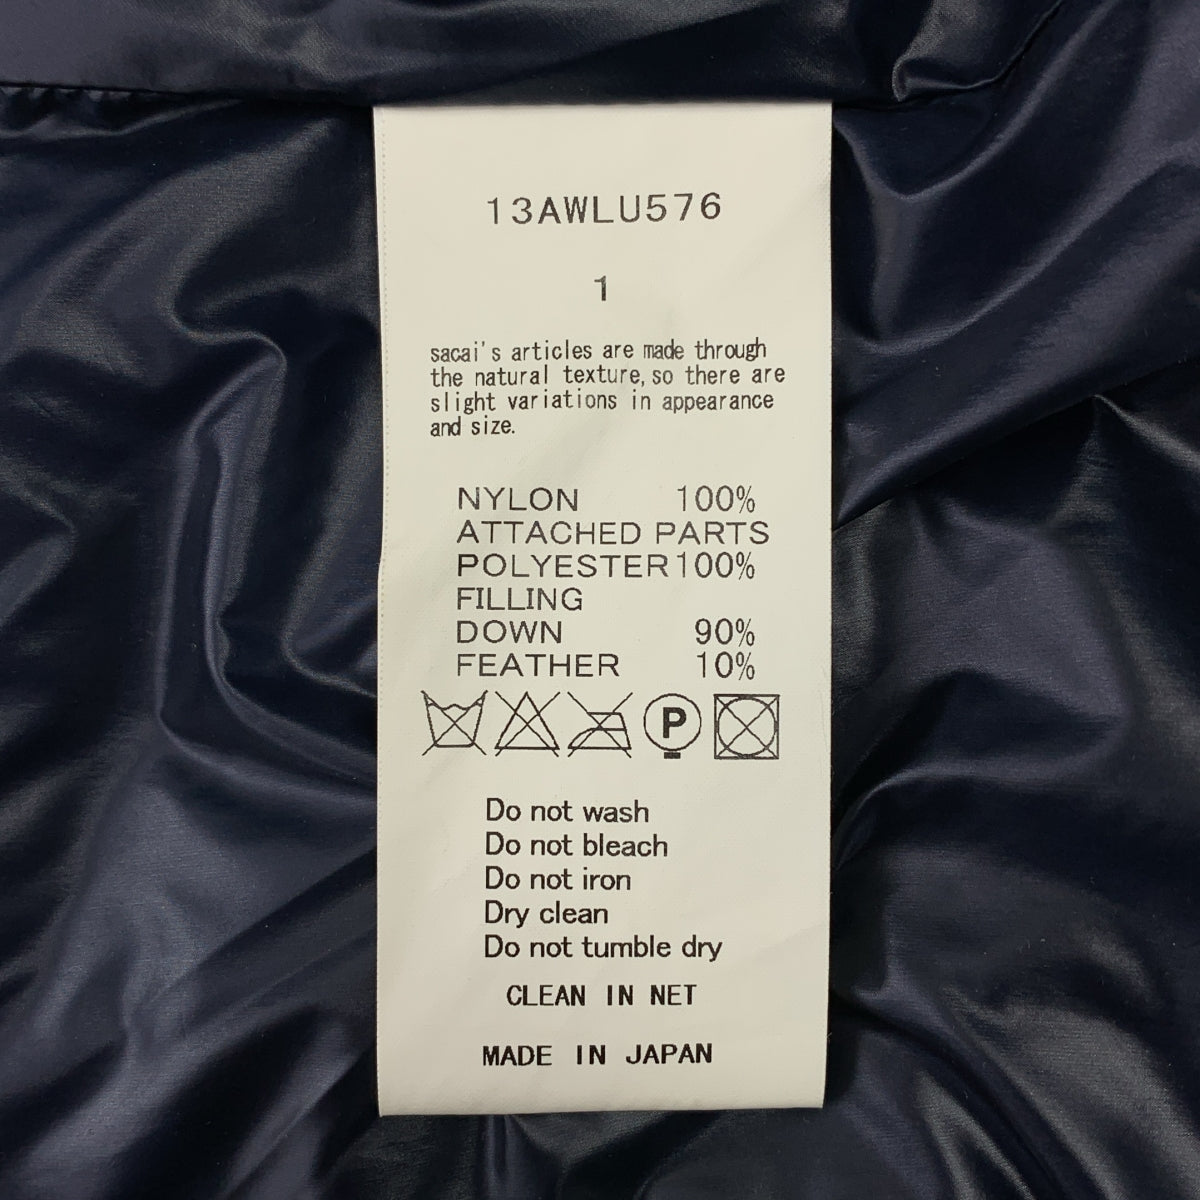 13AWLU576
1
sacai's articles are made through
the natural texture, so there are
slight variations in appearance
and size.
NYLON 100%
ATTACHED PARTS
POLYESTER 100%
FILLING
DOWN 90%
FEATHER 10%
P
Do not wash
Do not bleach
Do not iron
Dry clean
Do not tumble dry
CLEAN IN NET
MADE IN JAPAN